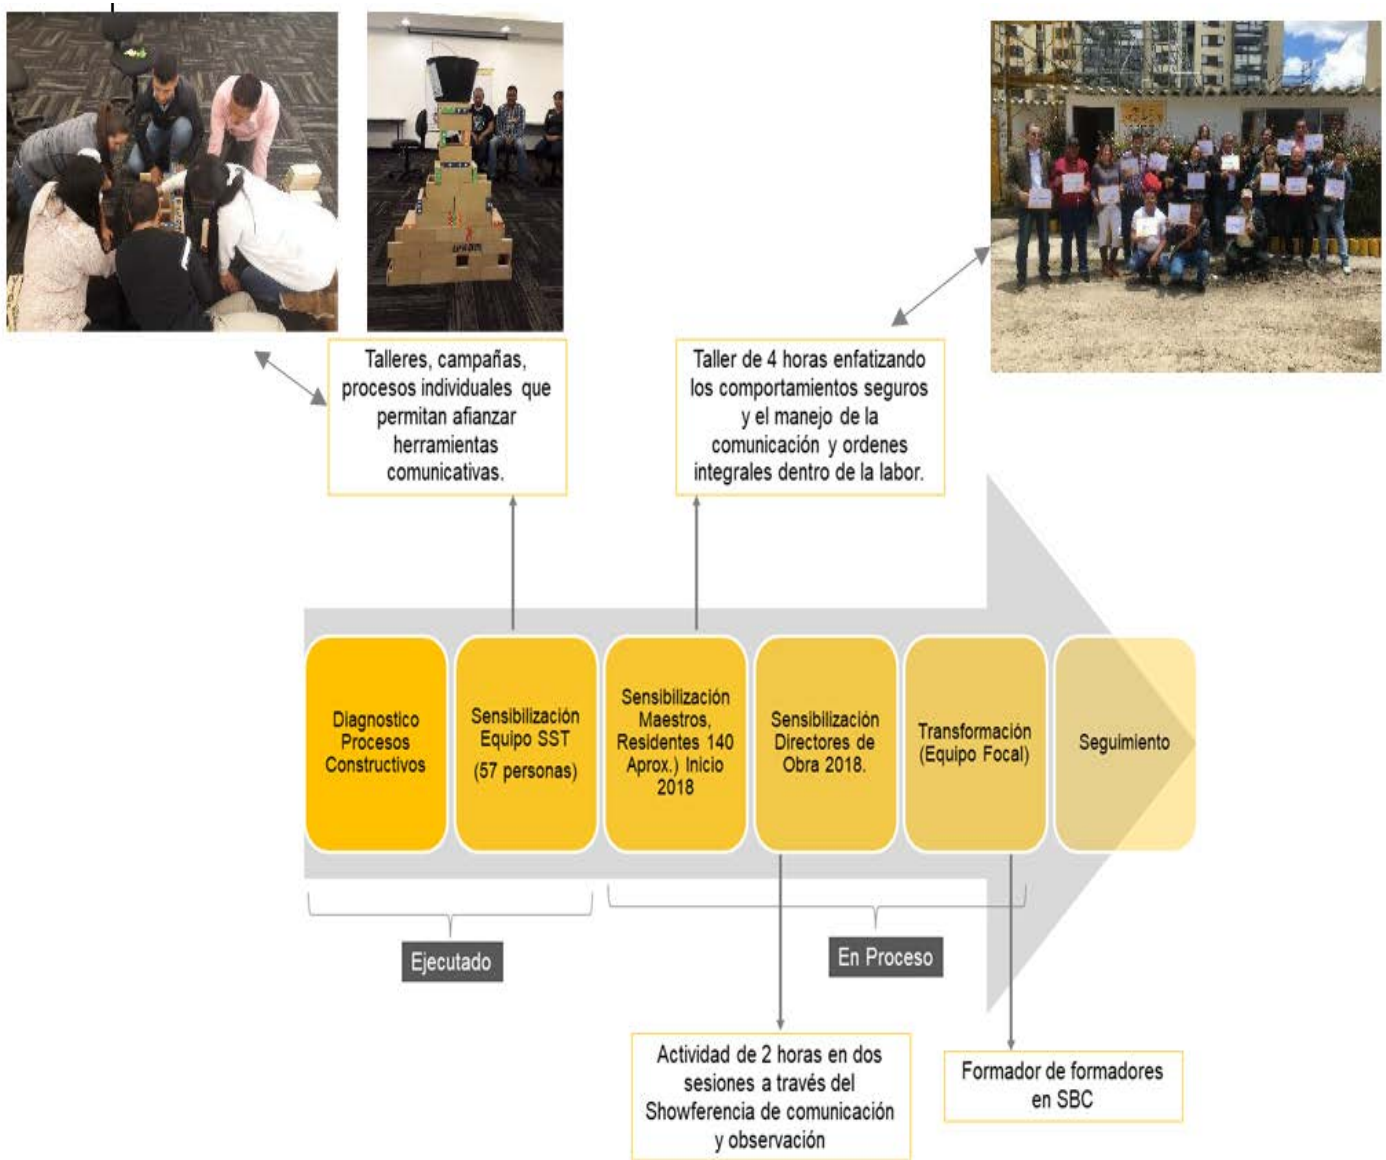 Talleres, campañas,
procesos individuales que
permitan afianzar
herramientas
comunicativas.
Taller de 4 horas enfatizando
los comportamientos seguros
y el manejo de la
comunicación y ordenes
integrales dentro de la labor.
Diagnostico
Procesos
Constructivos
Sensibilización
Equipo SST
(57 personas)
Sensibilización
Maestros,
Residentes 140
Aprox.) Inicio
2018
Sensibilización
Directores de
Obra 2018.
Transformación
(Equipo Focal)
Seguimiento
Ejecutado
En Proceso
Actividad de 2 horas en dos
sesiones a través del
Showferencia de comunicación
y observación
Formador de formadores
en SBC